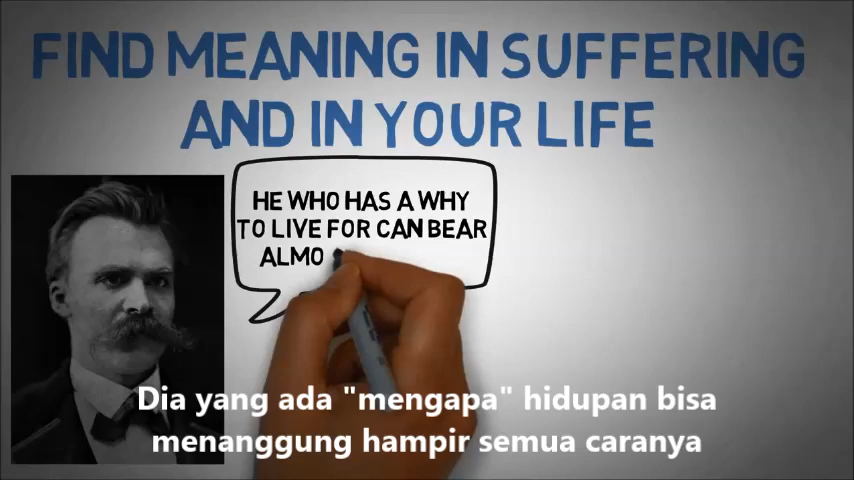 FIND MEANING IN SUFFERING
AND IN YOUR LIFE
HE WHO HAS A WHY
TO LIVE FOR CAN BEAR
ALMO
Dia yang ada "mengapa" hidupan bisa
menanggung hampir semua caranya